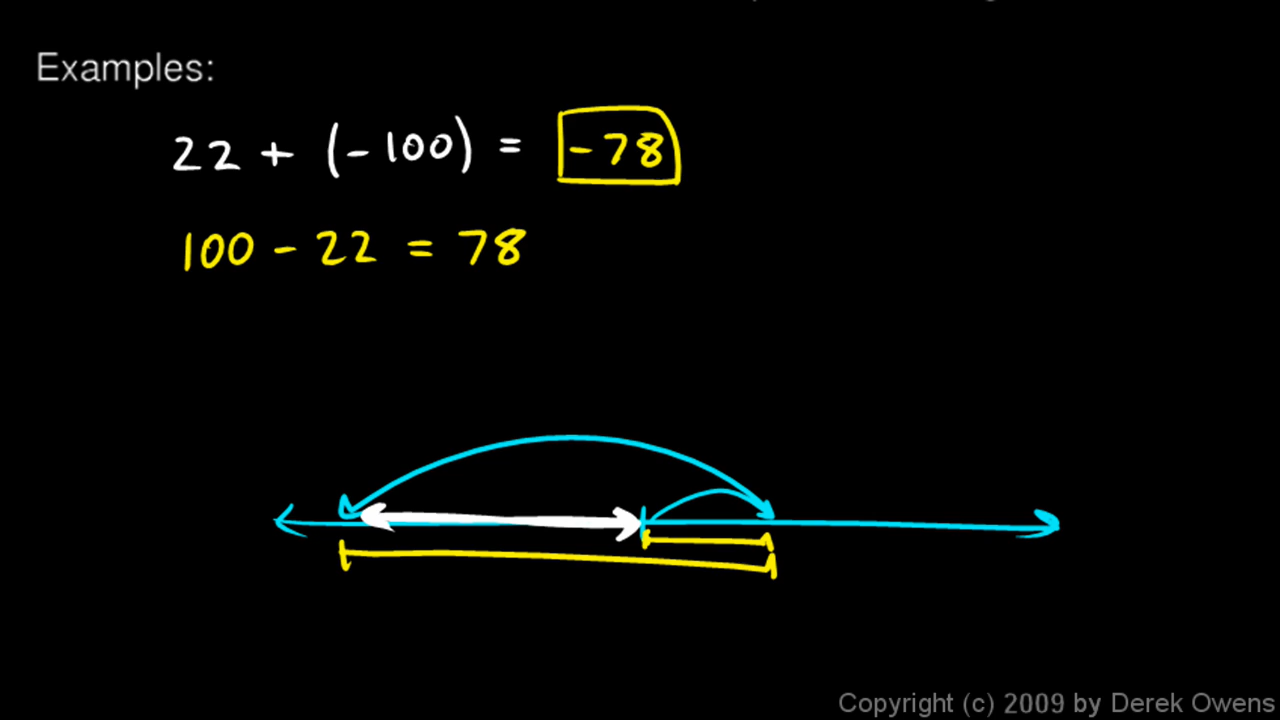 Examples:
22 + (-100) = -78
100 - 22 = 78
Copyright (c) 2009 by Derek Owens